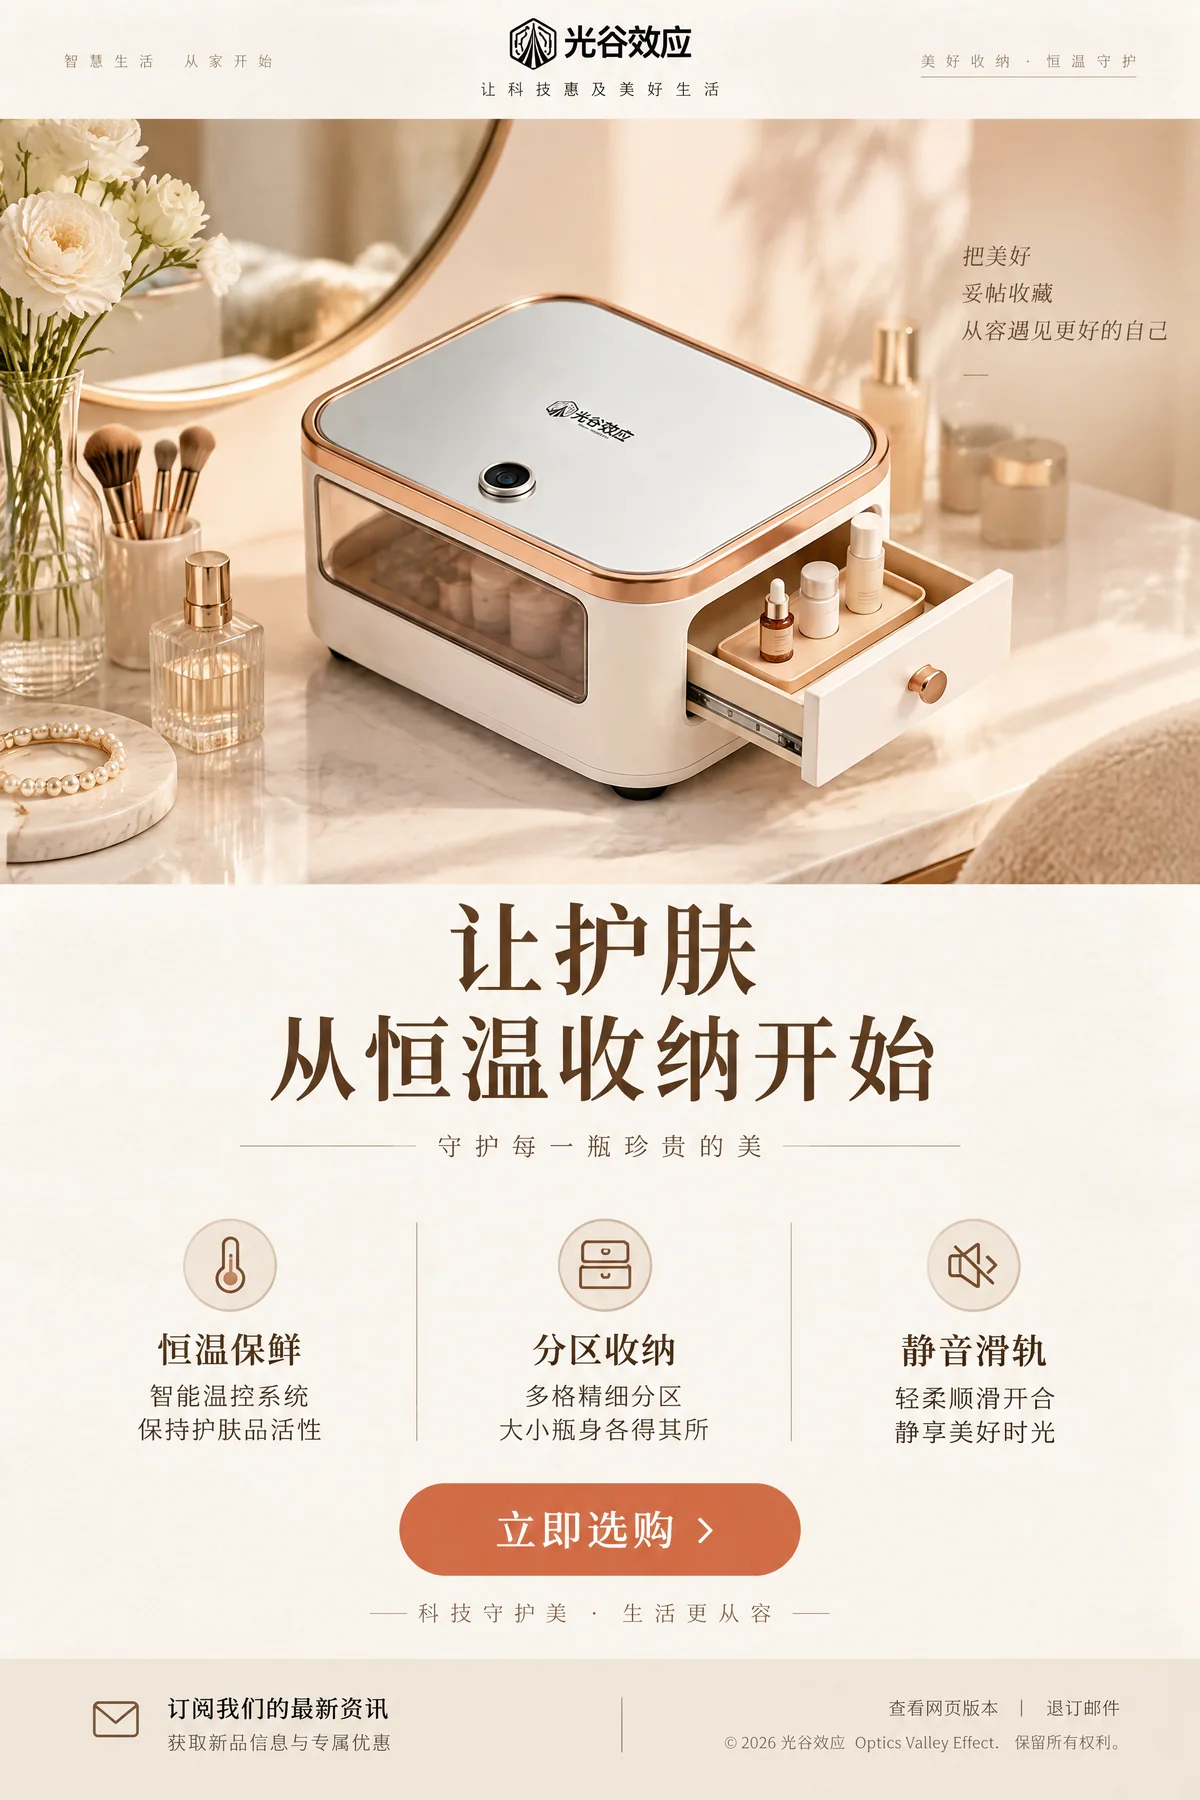 智慧生活 从家开始
光谷效应
让科技惠及美好生活
美好收纳·恒温守护
把美好
妥帖收藏
从容遇见更好的自己
光谷效应
让护肤
从恒温收纳开始
守护每一瓶珍贵的美
恒温保鲜
智能温控系统
保持护肤品活性
分区收纳
多格精细分区
大小瓶身各得其所
静音滑轨
轻柔顺滑开合
静享美好时光
立即选购 >
科技守护美 · 生活更从容
订阅我们的最新资讯
获取新品信息与专属优惠
查看网页版本 | 退订邮件
© 2026 光谷效应 Optics Valley Effect. 保留所有权利。